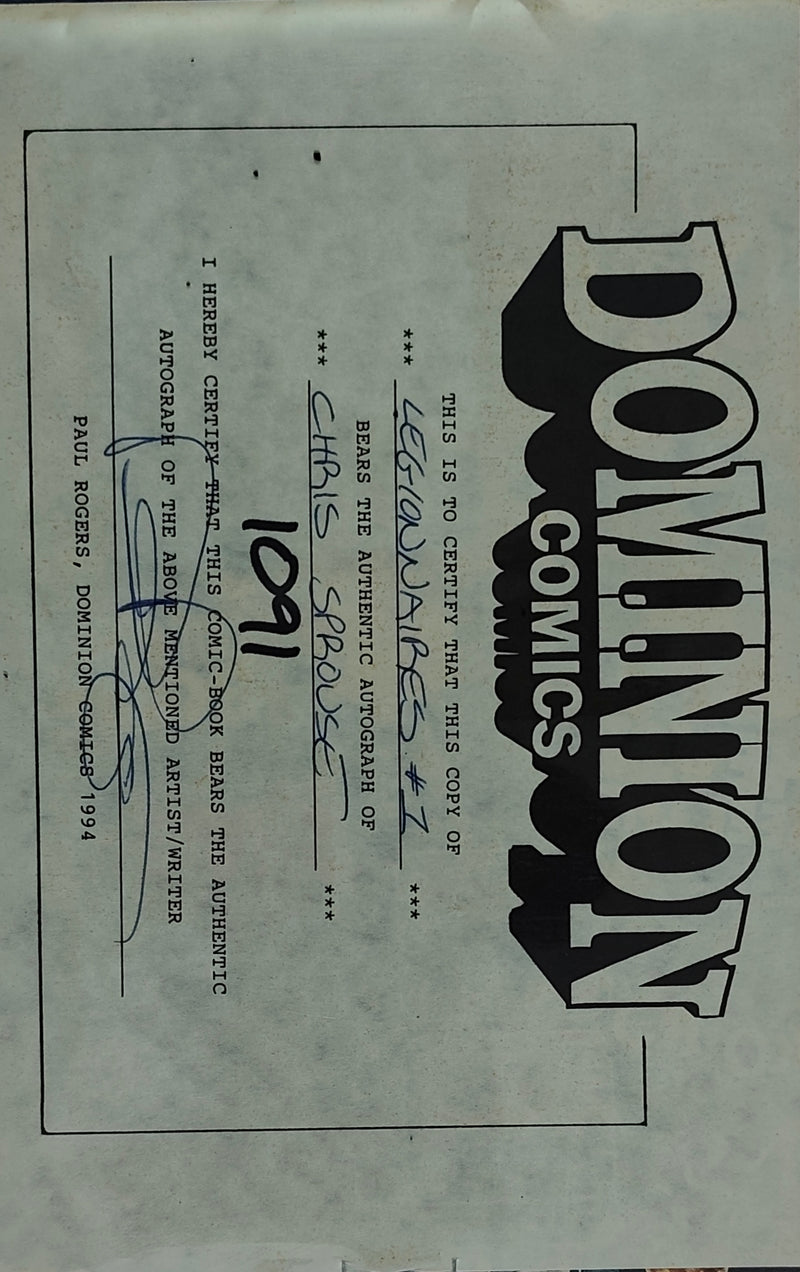 DOMINION
COMICS
THIS IS TO CERTIFY THAT THIS COPY OF
*** LEGIONNAIRES #1 ***
BEARS THE AUTHENTIC AUTOGRAPH OF
*** CHRIS SPROUSE ***
1091
I HEREBY CERTIFY THAT THIS COMIC-BOOK BEARS THE AUTHENTIC
AUTOGRAPH OF THE ABOVE MENTIONED ARTIST/WRITER
PAUL ROGERS, DOMINION COMICS 1994